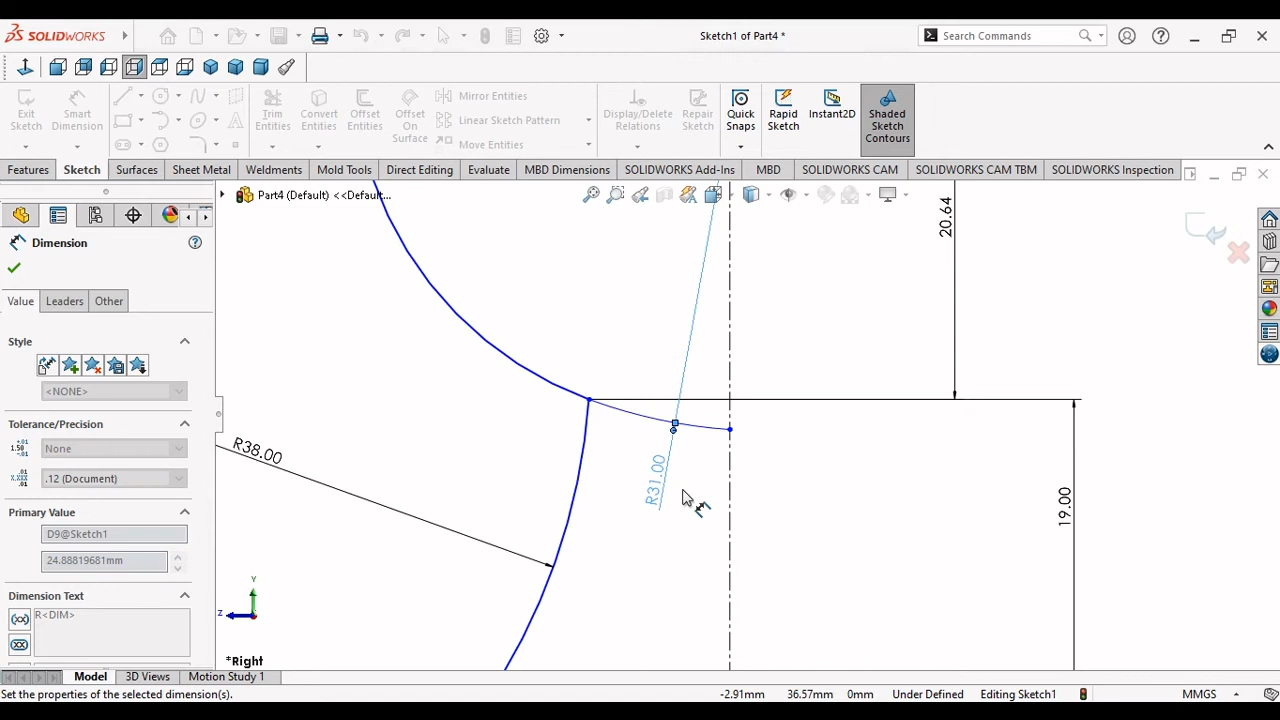 SOLIDWORKS
Sketch1 of Part4 *
Search Commands
Exit Sketch
Smart Dimension
Trim Entities
Convert Entities
Offset Entities
Offset On Surface
Mirror Entities
Linear Sketch Pattern
Move Entities
Display/Delete Relations
Repair Sketch
Quick Snaps
Rapid Sketch
Instant2D
Shaded Sketch Contours
Features
Sketch
Surfaces
Sheet Metal
Weldments
Mold Tools
Direct Editing
Evaluate
MBD Dimensions
SOLIDWORKS Add-Ins
MBD
SOLIDWORKS CAM
SOLIDWORKS CAM TBM
SOLIDWORKS Inspection
Part4 (Default) <<Default...
Dimension
Value
Leaders
Other
Style
<NONE>
Tolerance/Precision
None
.12 (Document)
Primary Value
D9@Sketch1
24.88819681mm
Dimension Text
R<DIM>
20.64
R38.00
R31.00
19.00
Y
Z
*Right
Model
3D Views
Motion Study 1
Set the properties of the selected dimension(s).
-2.91mm
36.57mm
0mm
Under Defined
Editing Sketch1
MMGS